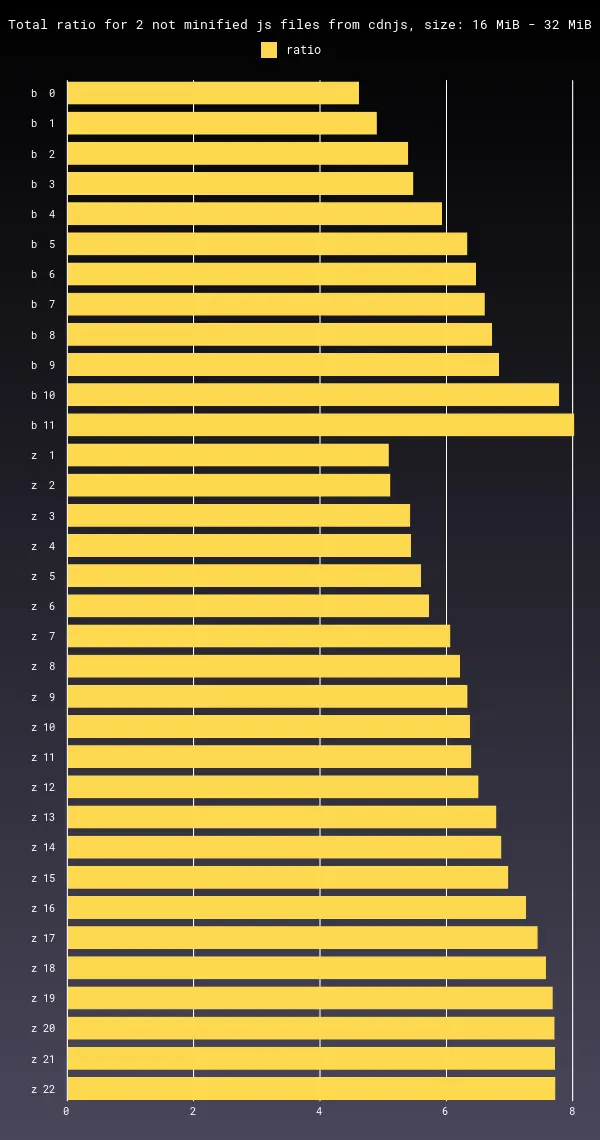 Total ratio for 2 not minified js files from cdnjs, size: 16 MiB - 32 MiB
ratio
b 0
b 1
b 2
b 3
b 4
b 5
b 6
b 7
b 8
b 9
b 10
b 11
z 1
z 2
z 3
z 4
z 5
z 6
z 7
z 8
z 9
z 10
z 11
z 12
z 13
z 14
z 15
z 16
z 17
z 18
z 19
z 20
z 21
z 22
0 2 4 6 8